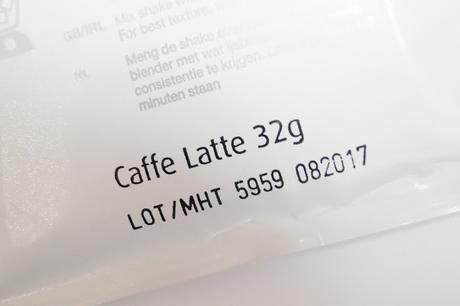 GB/IRL Mix shake
For best texture,
NL Meng de shake
blender met water
consistentie te krijgen.
minuten staan
Caffe Latte 32g
LOT/MHT 5959 082017